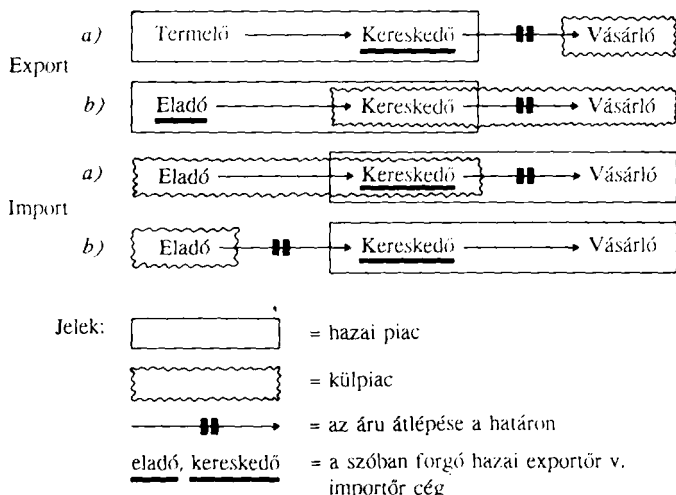 a) Termelő Kereskedő Vásárló
Export
b) Eladó Kereskedő Vásárló
a) Eladó Kereskedő Vásárló
Import
b) Eladó Kereskedő Vásárló
Jelek:
= hazai piac
= külpiac
= az áru átlépése a határon
eladó, kereskedő = a szóban forgó hazai exportőr v.
importőr cég